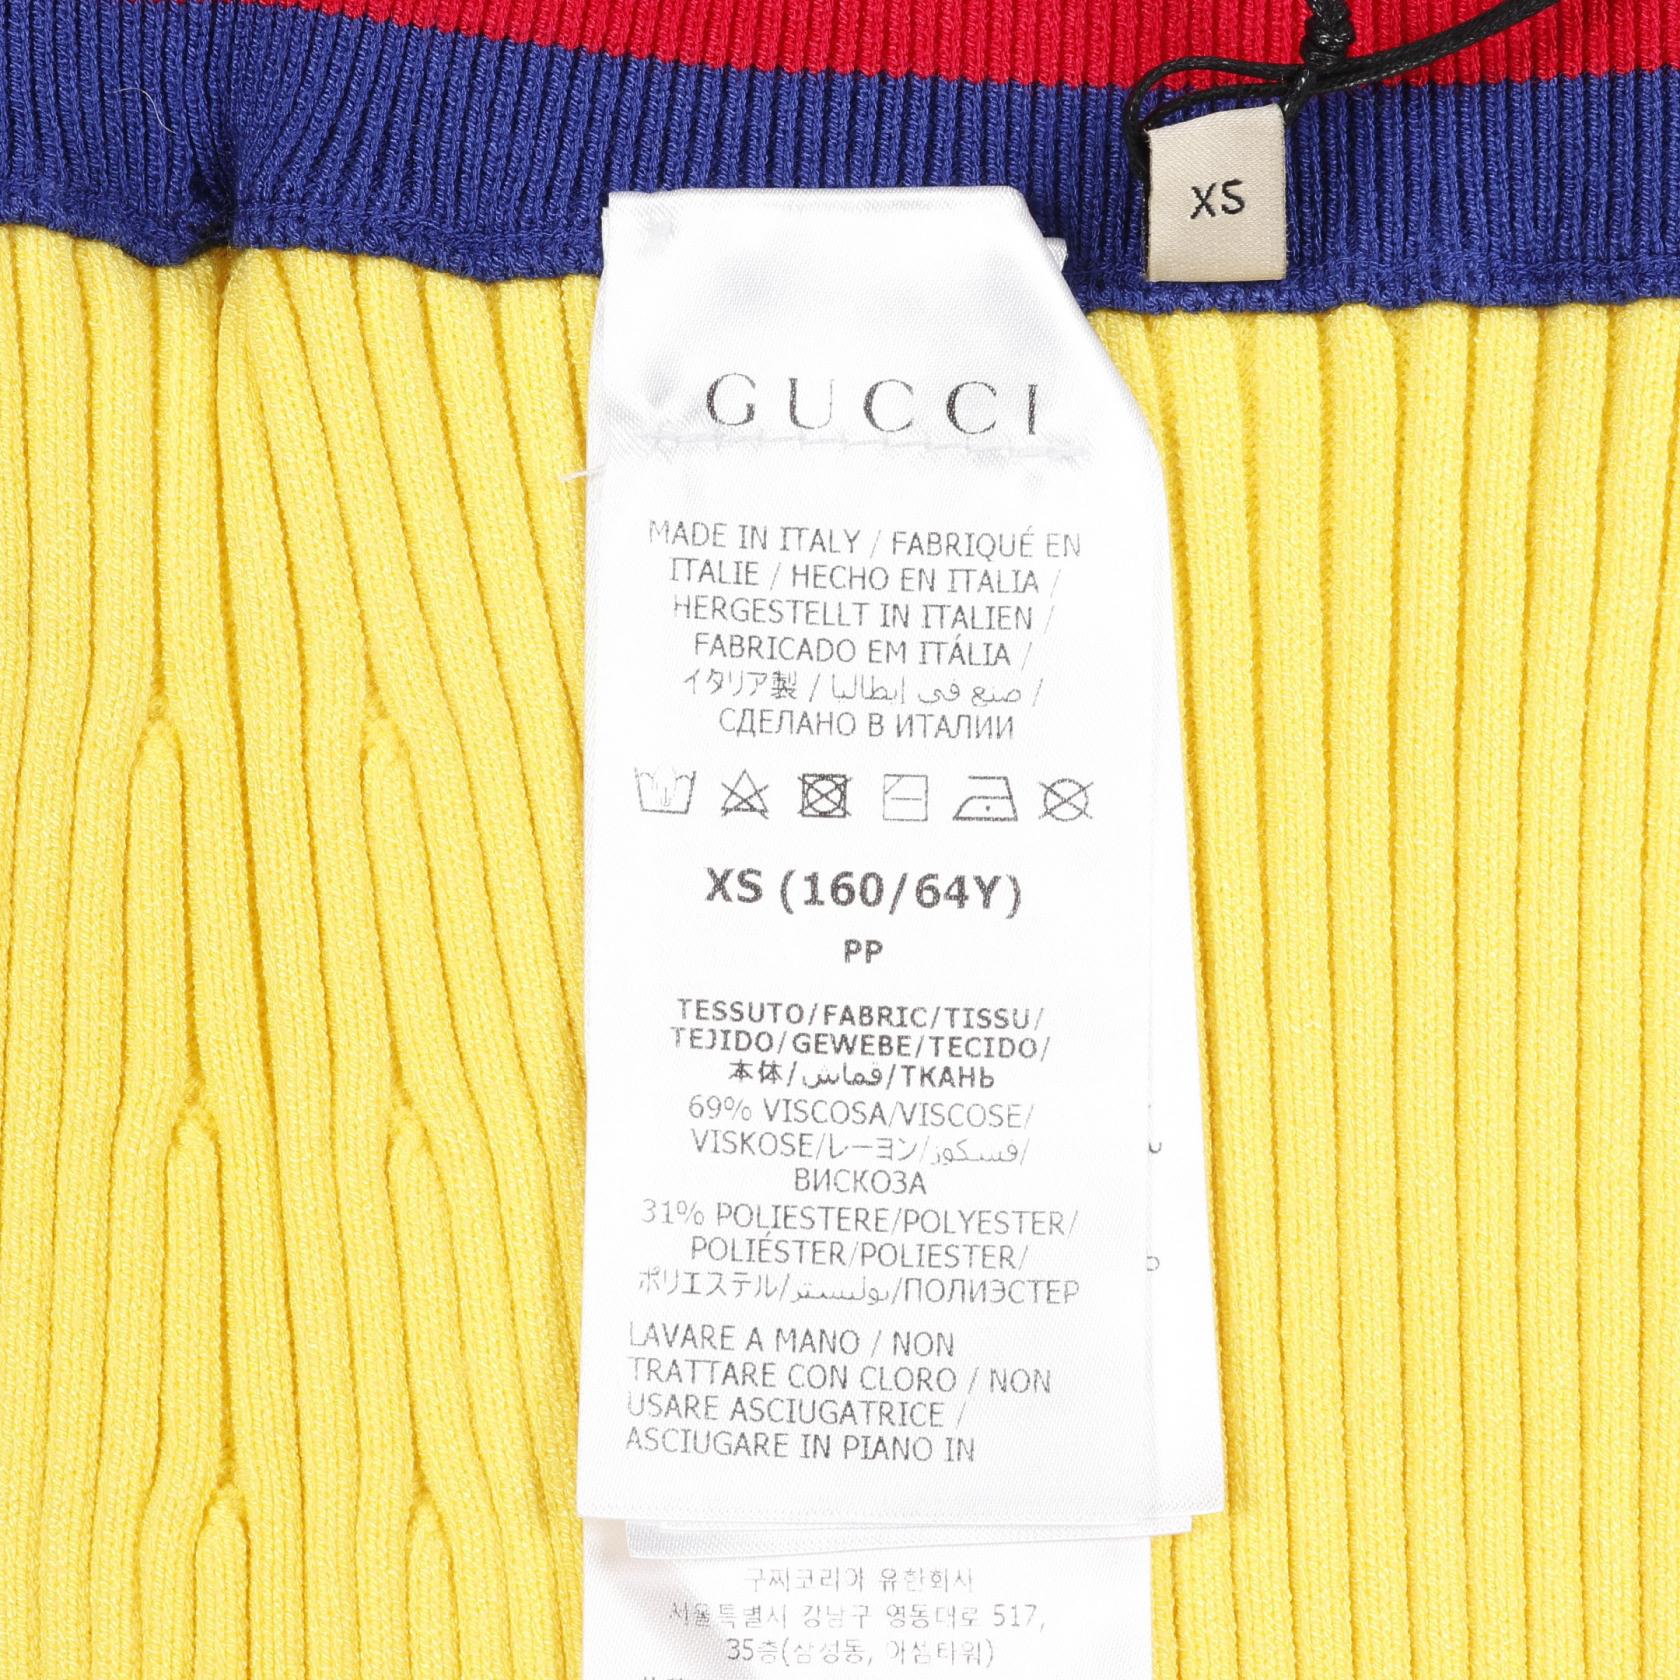 XS
GUCCI
MADE IN ITALY / FABRIQUÉ EN
ITALIE / HECHO EN ITALIA /
HERGESTELLT IN ITALIEN /
FABRICADO EM ITÁLIA /
イタリア製 / صنع في إيطاليا /
СДЕЛАНО В ИТАЛИИ
XS (160/64Y)
PP
TESSUTO/FABRIC/TISSU/
TEJIDO/GEWEBE/TECIDO/
本体/قماش/ТКАНЬ
69% VISCOSA/VISCOSE/
VISKOSE/レーヨン/فسكوز/
ВИСКОЗА
31% POLIESTERE/POLYESTER/
POLIÉSTER/POLIESTER/
ポリエステル/بوليستر/ПОЛИЭСТЕР
LAVARE A MANO / NON
TRATTARE CON CLORO / NON
USARE ASCIUGATRICE /
ASCIUGARE IN PIANO IN
구찌코리아 유한회사
서울특별시 강남구 영동대로 517,
35층(삼성동, 아셈타워)